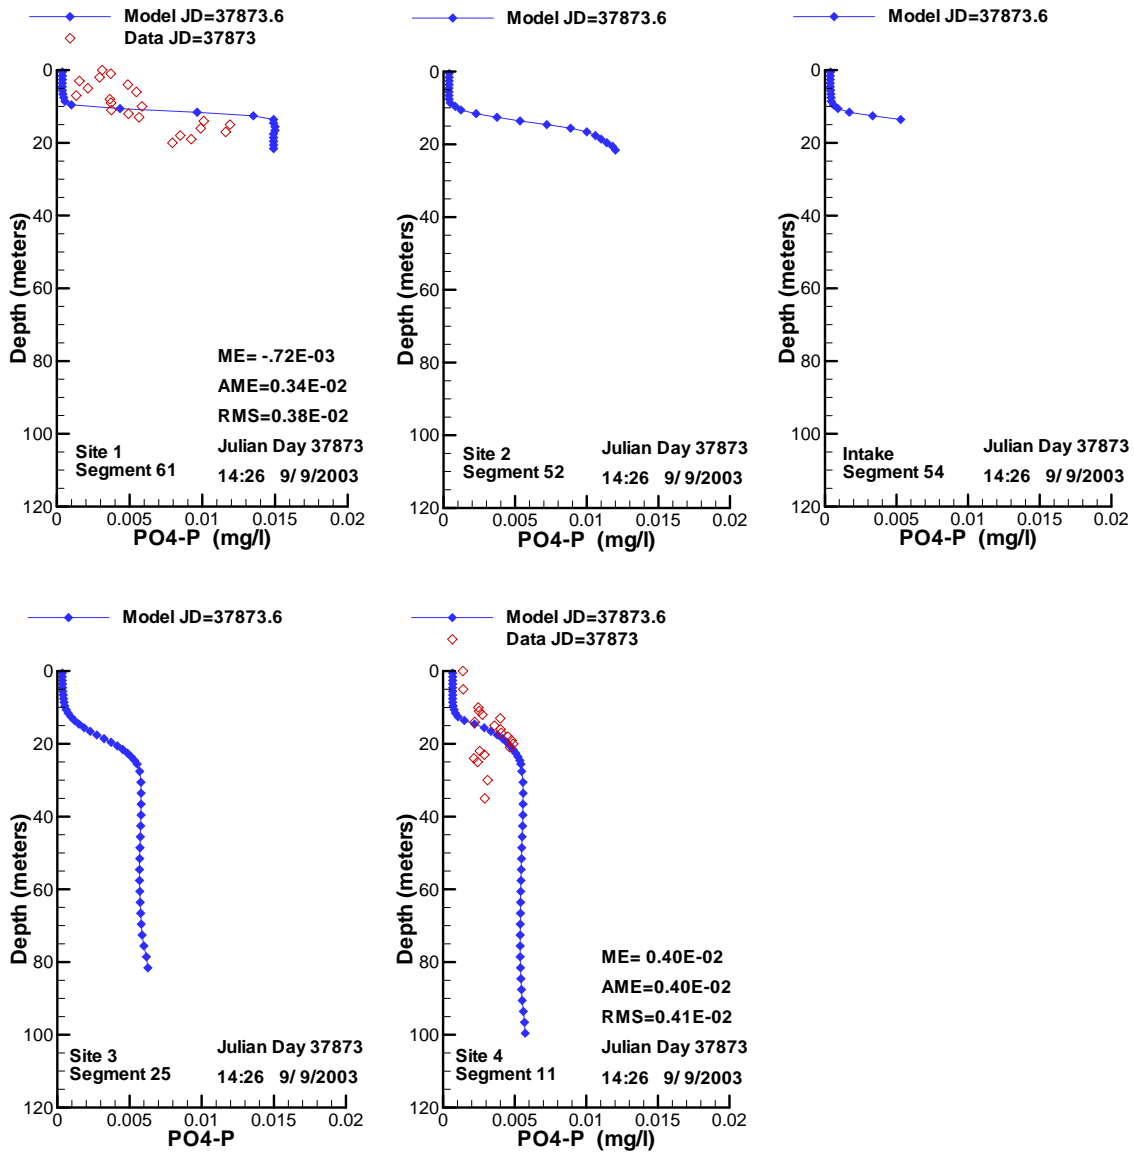 Model JD=37873.6
Data JD=37873
0
20
40
60
80
100
120
Depth (meters)
ME= -.72E-03
AME=0.34E-02
RMS=0.38E-02
Site 1
Segment 61
Julian Day 37873
14:26 9/ 9/2003
0
0.005
0.01
0.015
0.02
PO4-P (mg/l)
Model JD=37873.6
0
20
40
60
80
100
120
Depth (meters)
Site 2
Segment 52
Julian Day 37873
14:26 9/ 9/2003
0
0.005
0.01
0.015
0.02
PO4-P (mg/l)
Model JD=37873.6
0
20
40
60
80
100
120
Depth (meters)
Intake
Segment 54
Julian Day 37873
14:26 9/ 9/2003
0
0.005
0.01
0.015
0.02
PO4-P (mg/l)
Model JD=37873.6
0
20
40
60
80
100
120
Depth (meters)
Site 3
Segment 25
Julian Day 37873
14:26 9/ 9/2003
0
0.005
0.01
0.015
0.02
PO4-P
Model JD=37873.6
Data JD=37873
0
20
40
60
80
100
120
Depth (meters)
ME= 0.40E-02
AME=0.40E-02
RMS=0.41E-02
Site 4
Segment 11
Julian Day 37873
14:26 9/ 9/2003
0
0.005
0.01
0.015
0.02
PO4-P (mg/l)